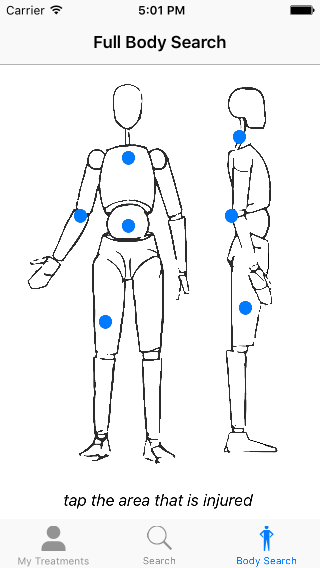 Carrier 5:01 PM
Full Body Search
tap the area that is injured
My Treatments Search Body Search